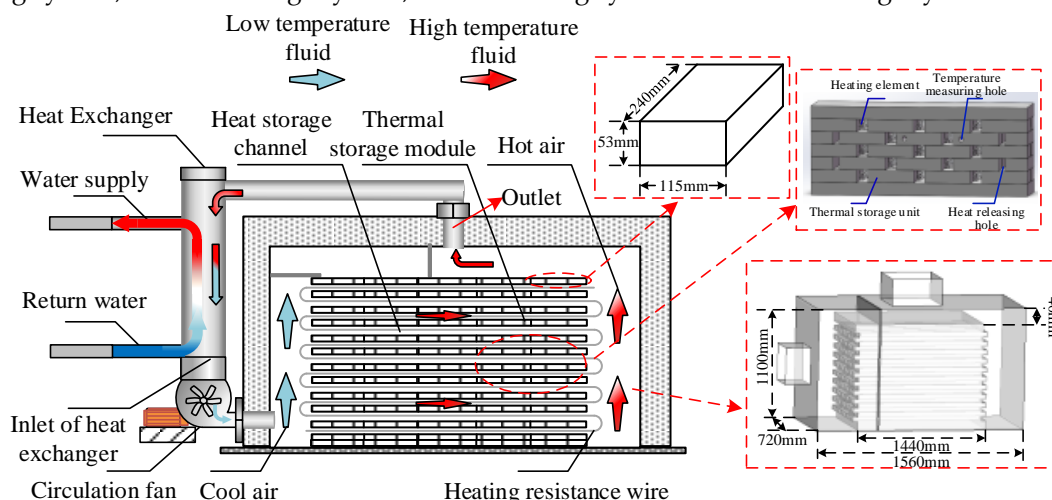 Low temperature
fluid
High temperature
fluid
Heat Exchanger
Heat storage
channel
Thermal
storage module
Hot air
Water supply
Outlet
Return water
Inlet of heat
exchanger
Circulation fan
Cool air
Heating resistance wire
240mm
53mm
115mm
Heating element
Temperature
measuring hole
Thermal storage unit
Heat releasing
hole
1100mm
720mm
1440mm
1560mm